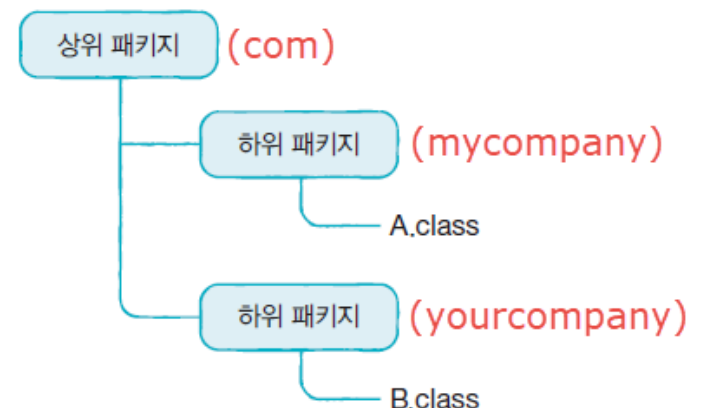 상위 패키지 (com)
하위 패키지 (mycompany)
A.class
하위 패키지 (yourcompany)
B.class